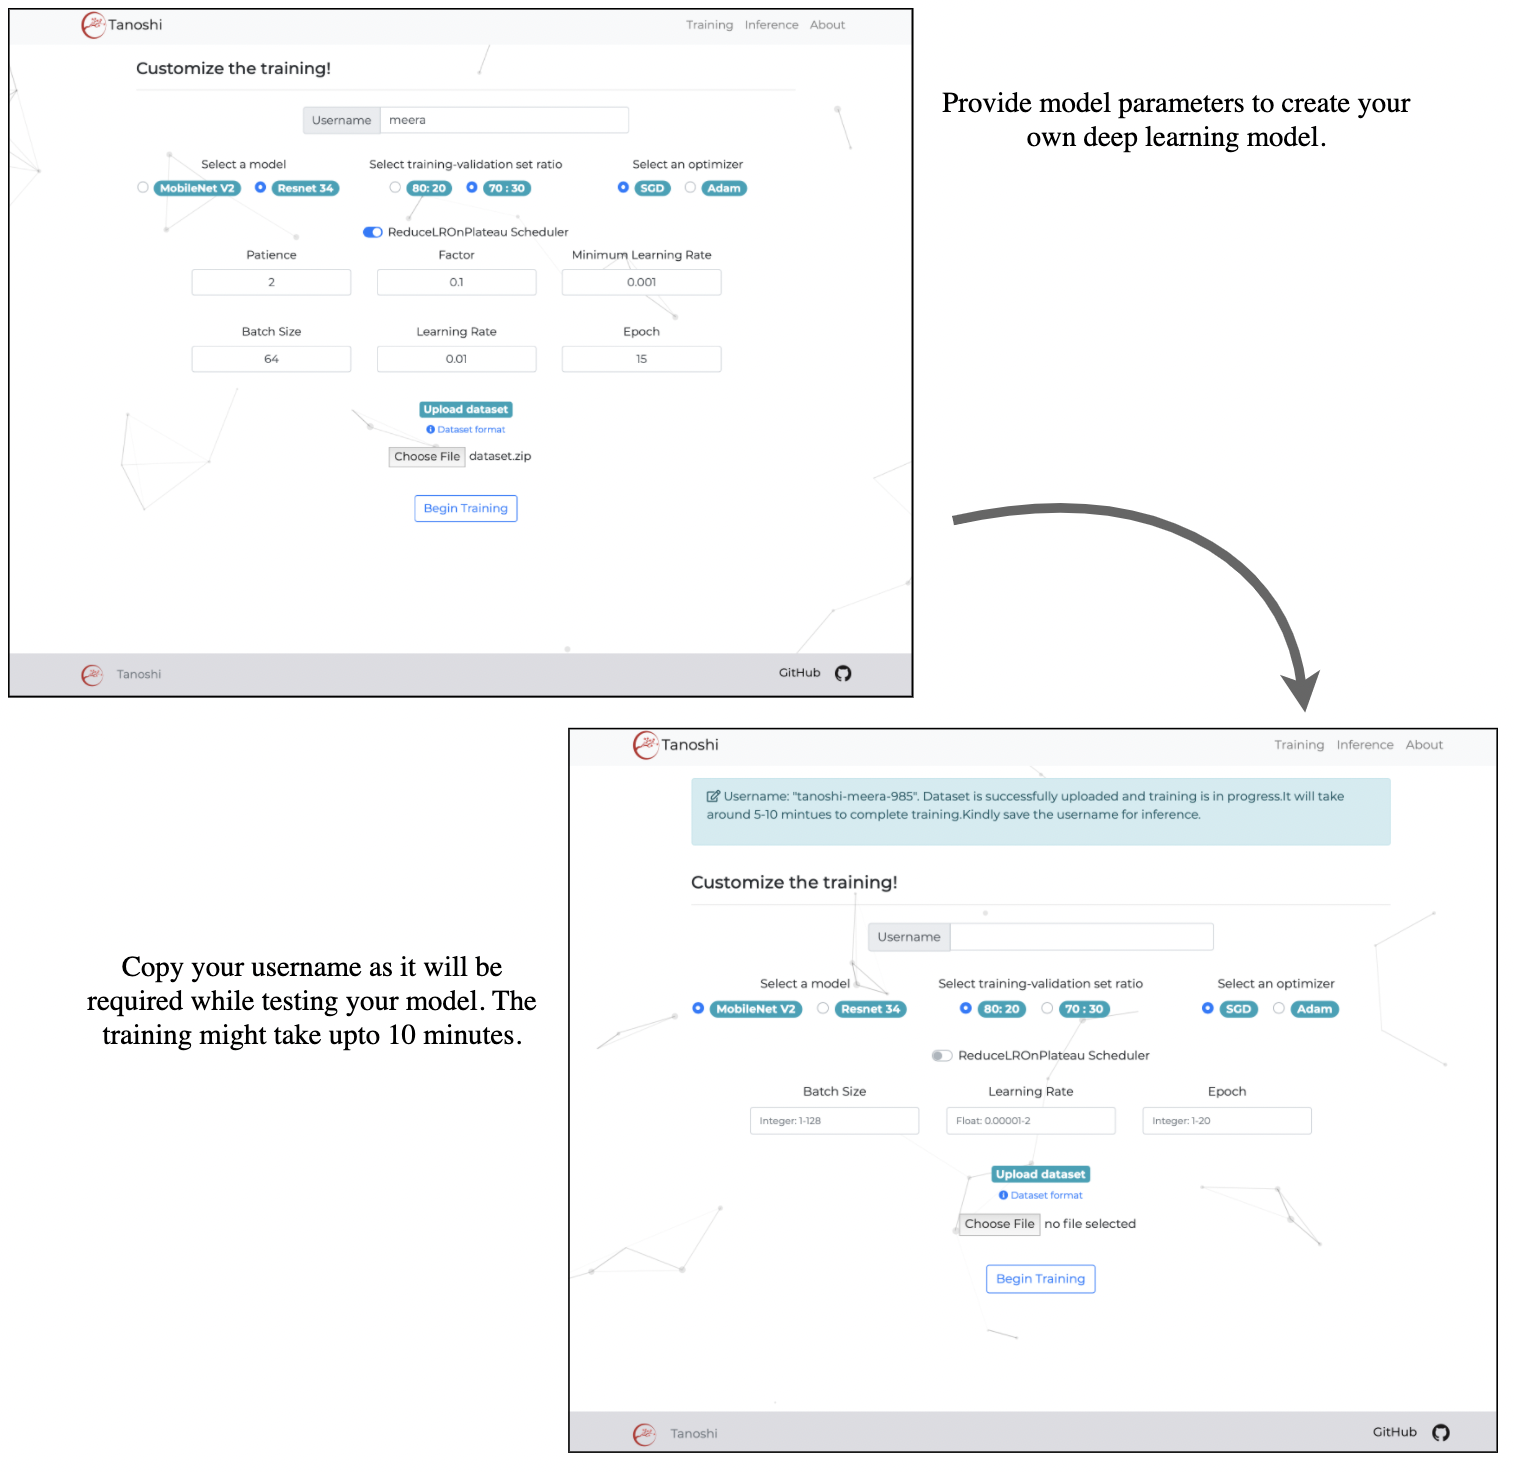 Tanoshi
Training Inference About
Customize the training!
Username meera
Select a model Select training-validation set ratio Select an optimizer
MobileNet V2 Resnet 34 80: 20 70 : 30 SGD Adam
ReduceLROnPlateau Scheduler
Patience Factor Minimum Learning Rate
2 0.1 0.001
Batch Size Learning Rate Epoch
64 0.01 15
Upload dataset
Dataset format
Choose File dataset.zip
Begin Training
Tanoshi GitHub
Provide model parameters to create your
own deep learning model.
Tanoshi
Training Inference About
Username: "tanoshi-meera-985". Dataset is successfully uploaded and training is in progress.It will take
around 5-10 mintues to complete training.Kindly save the username for inference.
Customize the training!
Username
Select a model Select training-validation set ratio Select an optimizer
MobileNet V2 Resnet 34 80: 20 70 : 30 SGD Adam
ReduceLROnPlateau Scheduler
Batch Size Learning Rate Epoch
Integer: 1-128 Float: 0.00001-2 Integer: 1-20
Upload dataset
Dataset format
Choose File no file selected
Begin Training
Tanoshi GitHub
Copy your username as it will be
required while testing your model. The
training might take upto 10 minutes.